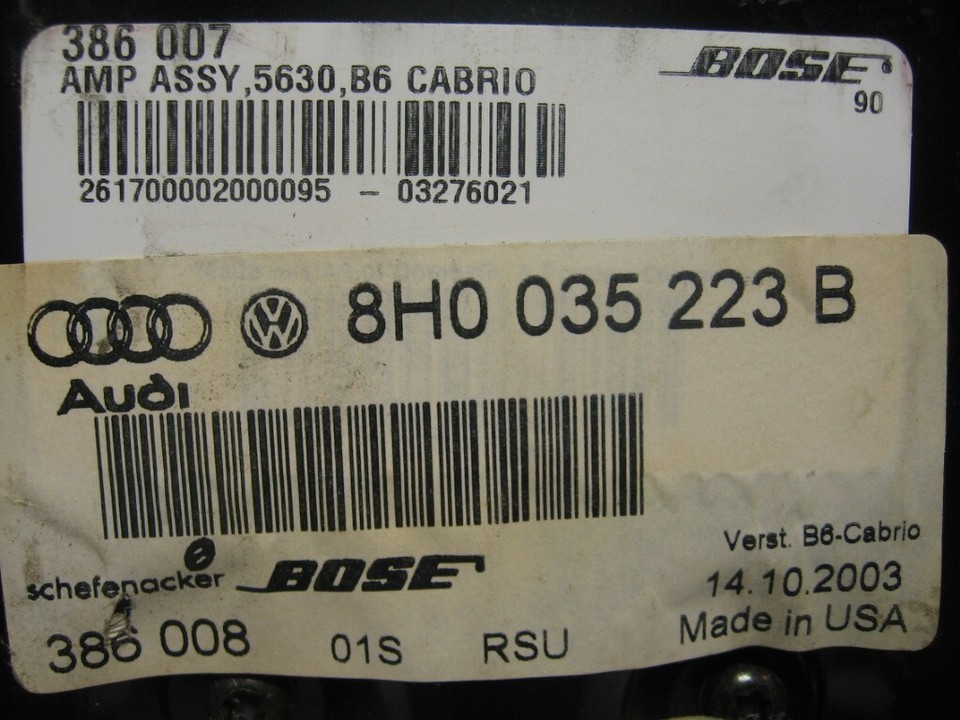 386 007
AMP ASSY,5630,B6 CABRIO
BOSE
90
261700002000095 - 03276021
8H0 035 223 B
Audi
Verst. B6-Cabrio
schefenacker BOSE
14.10.2003
386 008 01S RSU Made in USA